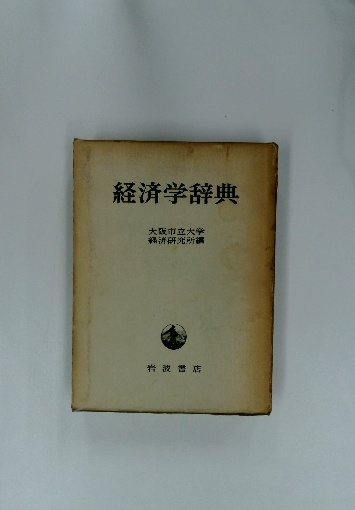 経済学辞典
大阪市立大学
経済研究所編
岩波書店